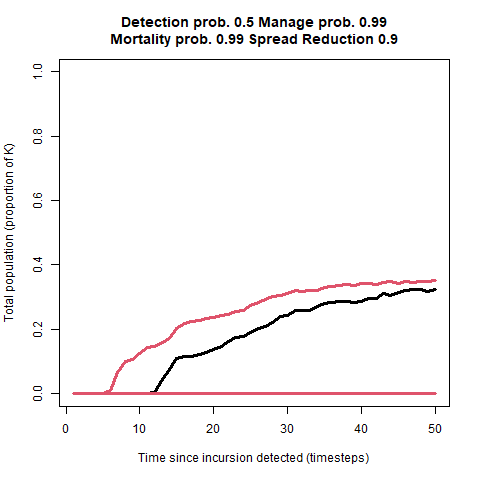 Detection prob. 0.5 Manage prob. 0.99
Mortality prob. 0.99 Spread Reduction 0.9
Total population (proportion of K)
1.0
0.8
0.6
0.4
0.2
0.0
0 10 20 30 40 50
Time since incursion detected (timesteps)